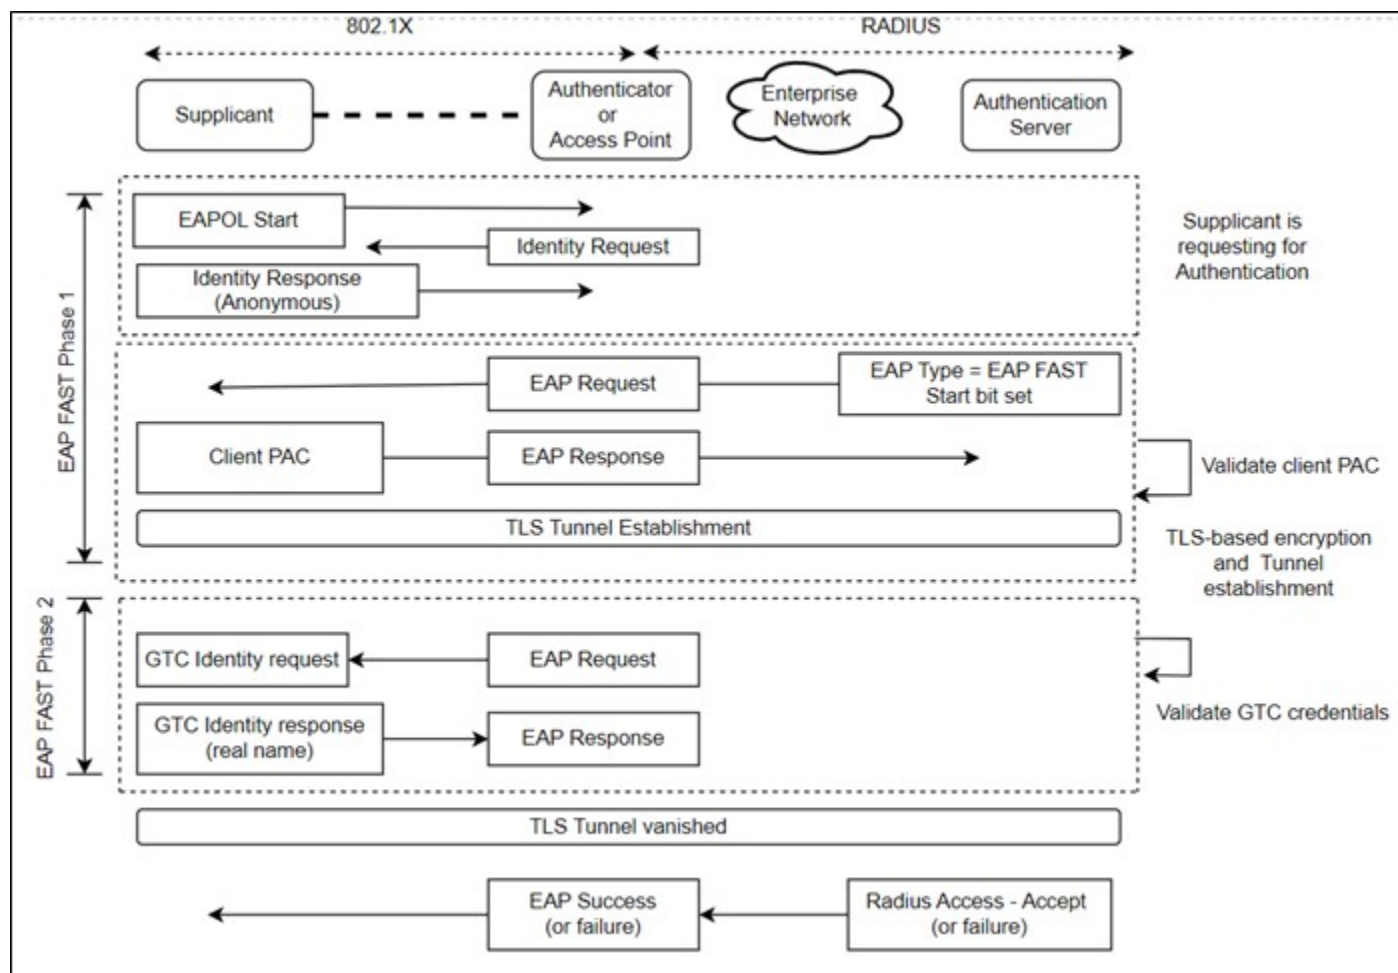 802.1X
RADIUS
Supplicant
Authenticator
or
Access Point
Enterprise
Network
Authentication
Server
EAP FAST Phase 1
EAPOL Start
Identity Request
Identity Response
(Anonymous)
Supplicant is
requesting for
Authentication
EAP Request
EAP Type = EAP FAST
Start bit set
Client PAC
EAP Response
Validate client PAC
TLS Tunnel Establishment
TLS-based encryption
and Tunnel
establishment
EAP FAST Phase 2
GTC Identity request
EAP Request
GTC Identity response
(real name)
EAP Response
Validate GTC credentials
TLS Tunnel vanished
EAP Success
(or failure)
Radius Access - Accept
(or failure)